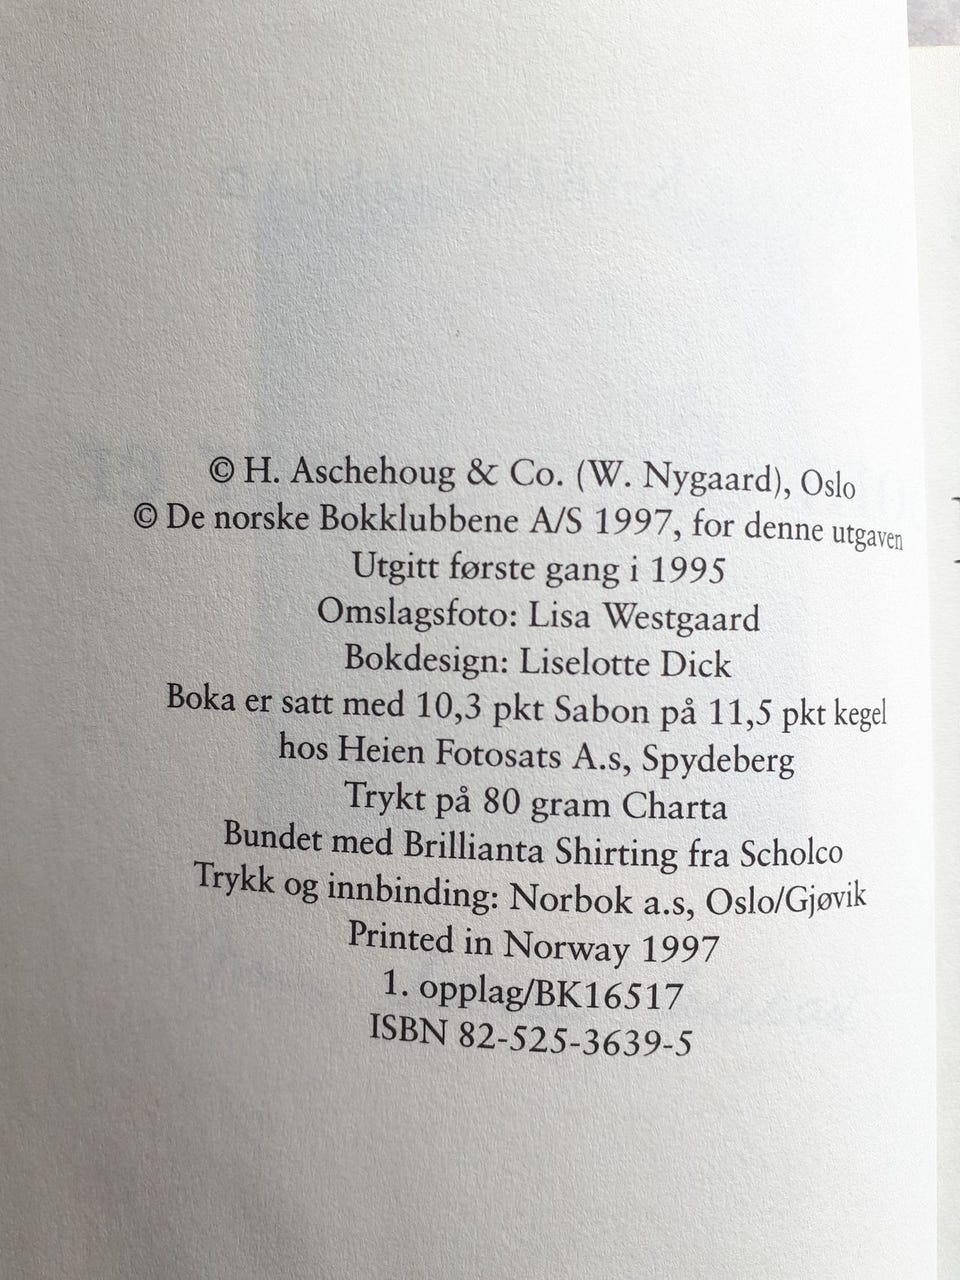 © H. Aschehoug & Co. (W. Nygaard), Oslo
© De norske Bokklubbene A/S 1997, for denne utgaven
Utgitt første gang i 1995
Omslagsfoto: Lisa Westgaard
Bokdesign: Liselotte Dick
Boka er satt med 10,3 pkt Sabon på 11,5 pkt kegel
hos Heien Fotosats A.s, Spydeberg
Trykt på 80 gram Charta
Bundet med Brillianta Shirting fra Scholco
Trykk og innbinding: Norbok a.s, Oslo/Gjøvik
Printed in Norway 1997
1. opplag/BK16517
ISBN 82-525-3639-5